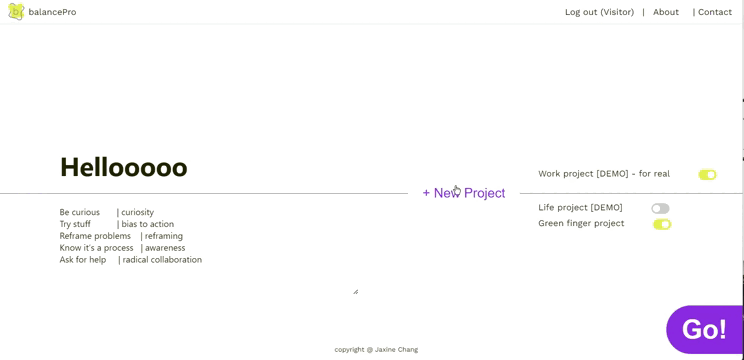 balancePro
Log out (Visitor) | About | Contact
Hellooooo
+ New Project
Work project [DEMO] - for real
Life project [DEMO]
Green finger project
Be curious | curiosity
Try stuff | bias to action
Reframe problems | reframing
Know it's a process | awareness
Ask for help | radical collaboration
Go!
copyright @ Jaxine Chang